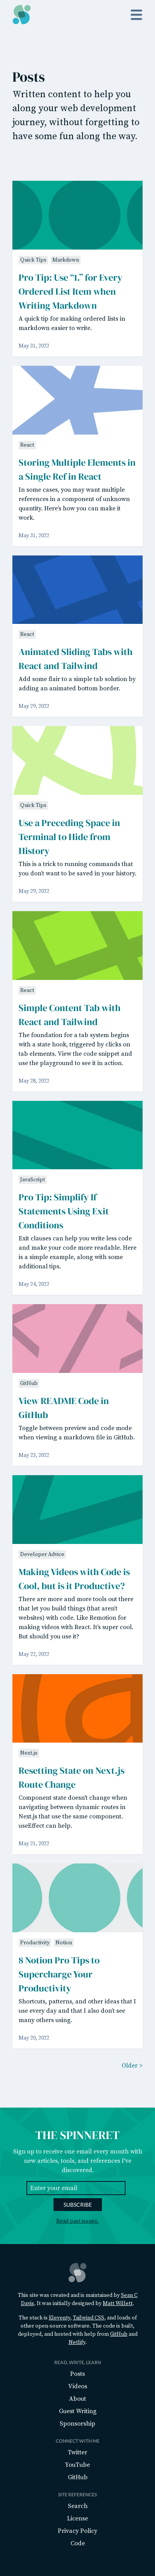 Posts
Written content to help you
along your web development
journey, without forgetting to
have some fun along the way.
Quick Tips Markdown
Pro Tip: Use “1.” for Every
Ordered List Item when
Writing Markdown
A quick tip for making ordered lists in
markdown easier to write.
May 31, 2022
React
Storing Multiple Elements in
a Single Ref in React
In some cases, you may want multiple
references in a component of unknown
quantity. Here’s how you can make it
work.
May 31, 2022
React
Animated Sliding Tabs with
React and Tailwind
Add some flair to a simple tab solution by
adding an animated bottom border.
May 29, 2022
Quick Tips
Use a Preceding Space in
Terminal to Hide from
History
This is a trick to running commands that
you don’t want to be saved in your history.
May 29, 2022
React
Simple Content Tab with
React and Tailwind
The foundation for a tab system begins
with a state hook, triggered by clicks on
tab elements. View the code snippet and
use the playground to see it in action.
May 28, 2022
JavaScript
Pro Tip: Simplify If
Statements Using Exit
Conditions
Exit clauses can help you write less code
and make your code more readable. Here
is a simple example, along with some
additional tips.
May 24, 2022
GitHub
View README Code in
GitHub
Toggle between preview and code mode
when viewing a markdown file in GitHub.
May 23, 2022
Developer Advice
Making Videos with Code is
Cool, but is it Productive?
There are more and more tools out there
that let you build things (that aren’t
websites) with code. Like Remotion for
making videos with React. It’s super cool.
But should you use it?
May 22, 2022
Next.js
Resetting State on Next.js
Route Change
Component state doesn’t change when
navigating between dynamic routes in
Next.js that use the same component.
useEffect can help.
May 21, 2022
Productivity Notion
8 Notion Pro Tips to
Supercharge Your
Productivity
Shortcuts, patterns, and other ideas that I
use every day and that I also don’t see
many others using.
May 20, 2022
Older >
THE SPINNERET
Sign up to receive one email every month with
new articles, tools, and references I’ve
discovered.
Enter your email
SUBSCRIBE
Read past issues.
This site was created and is maintained by Sean C
Davis. It was initially designed by Matt Willett.
The stack is Eleventy, Tailwind CSS, and loads of
other open source software. The code is built,
deployed, and hosted with help from GitHub and
Netlify.
READ, WRITE, LEARN
Posts
Videos
About
Guest Writing
Sponsorship
CONNECT WITH ME
Twitter
YouTube
GitHub
SITE REFERENCES
Search
License
Privacy Policy
Code